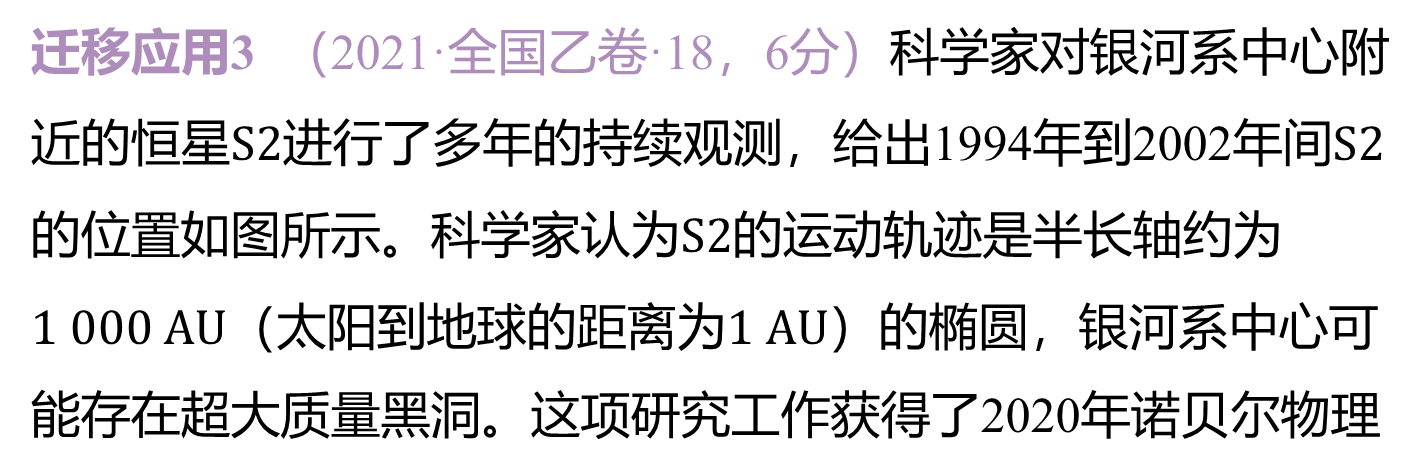 迁移应用3 （2021·全国乙卷·18，6分）科学家对银河系中心附
近的恒星S2进行了多年的持续观测，给出1994年到2002年间S2
的位置如图所示。科学家认为S2的运动轨迹是半长轴约为
1 000 AU（太阳到地球的距离为1 AU）的椭圆，银河系中心可
能存在超大质量黑洞。这项研究工作获得了2020年诺贝尔物理